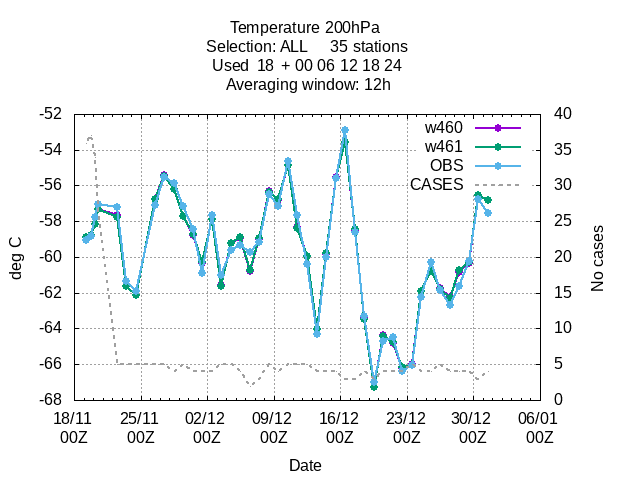 Temperature 200hPa
Selection: ALL     35 stations
Used  18  + 00 06 12 18 24
Averaging window: 12h
-52
-54
-56
-58
-60
-62
-64
-66
-68
deg C
40
35
30
25
20
15
10
5
0
No cases
w460
w461
OBS
CASES
18/11 25/11 02/12 09/12 16/12 23/12 30/12 06/01
00Z 00Z 00Z 00Z 00Z 00Z 00Z 00Z
Date